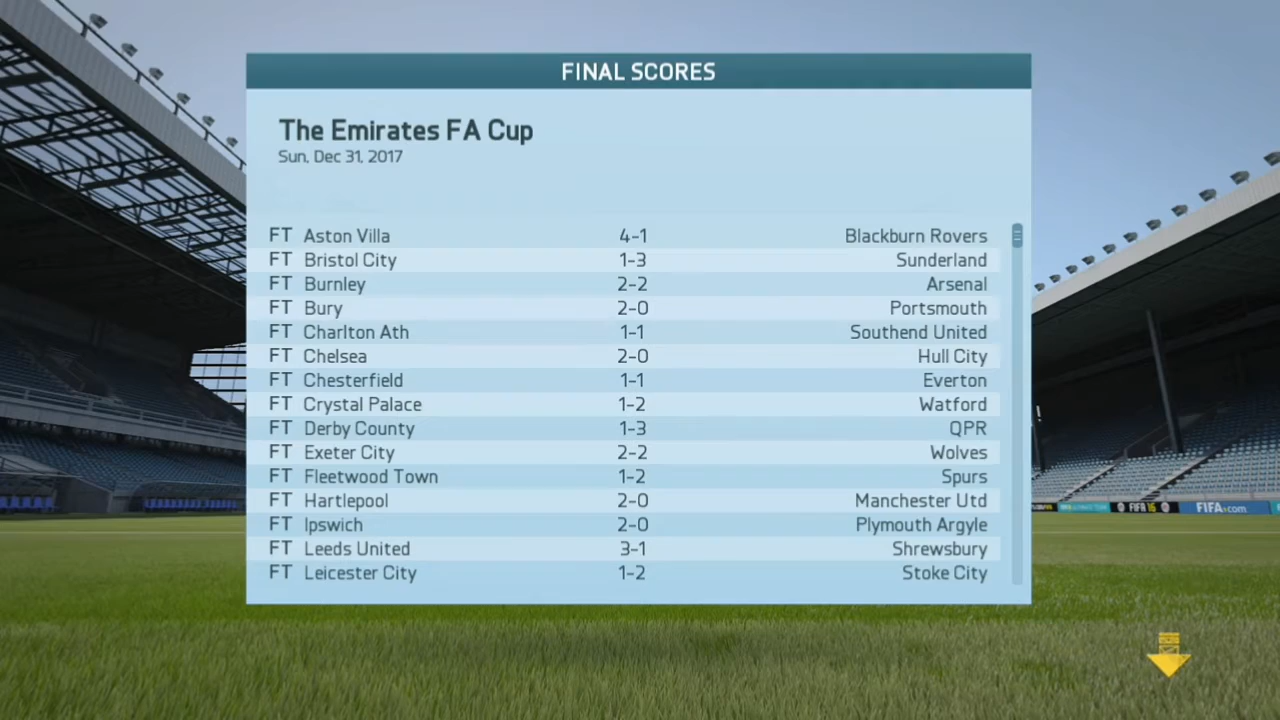 FINAL SCORES
The Emirates FA Cup
Sun, Dec 31, 2017
FT Aston Villa 4-1 Blackburn Rovers
FT Bristol City 1-3 Sunderland
FT Burnley 2-2 Arsenal
FT Bury 2-0 Portsmouth
FT Charlton Ath 1-1 Southend United
FT Chelsea 2-0 Hull City
FT Chesterfield 1-1 Everton
FT Crystal Palace 1-2 Watford
FT Derby County 1-3 QPR
FT Exeter City 2-2 Wolves
FT Fleetwood Town 1-2 Spurs
FT Hartlepool 2-0 Manchester Utd
FT Ipswich 2-0 Plymouth Argyle
FT Leeds United 3-1 Shrewsbury
FT Leicester City 1-2 Stoke City
FIFA 16 FIFA.com